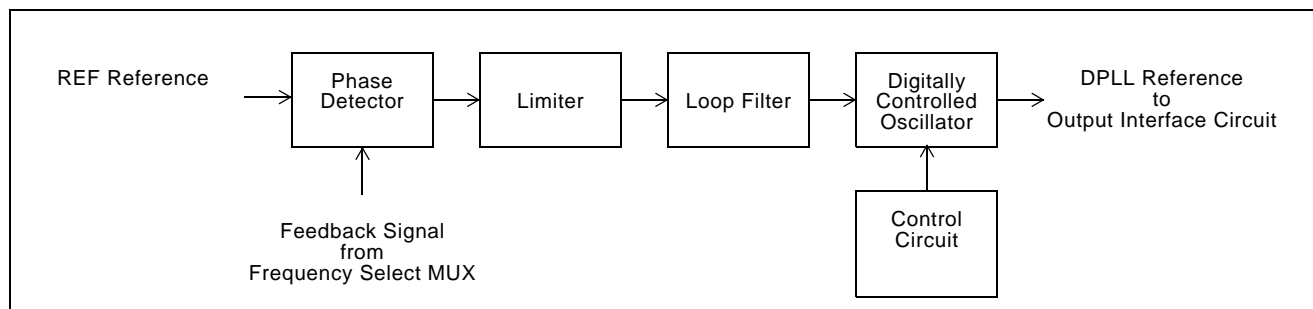 REF Reference
Phase
Detector
Limiter
Loop Filter
Digitally
Controlled
Oscillator
DPLL Reference
to
Output Interface Circuit
Feedback Signal
from
Frequency Select MUX
Control
Circuit